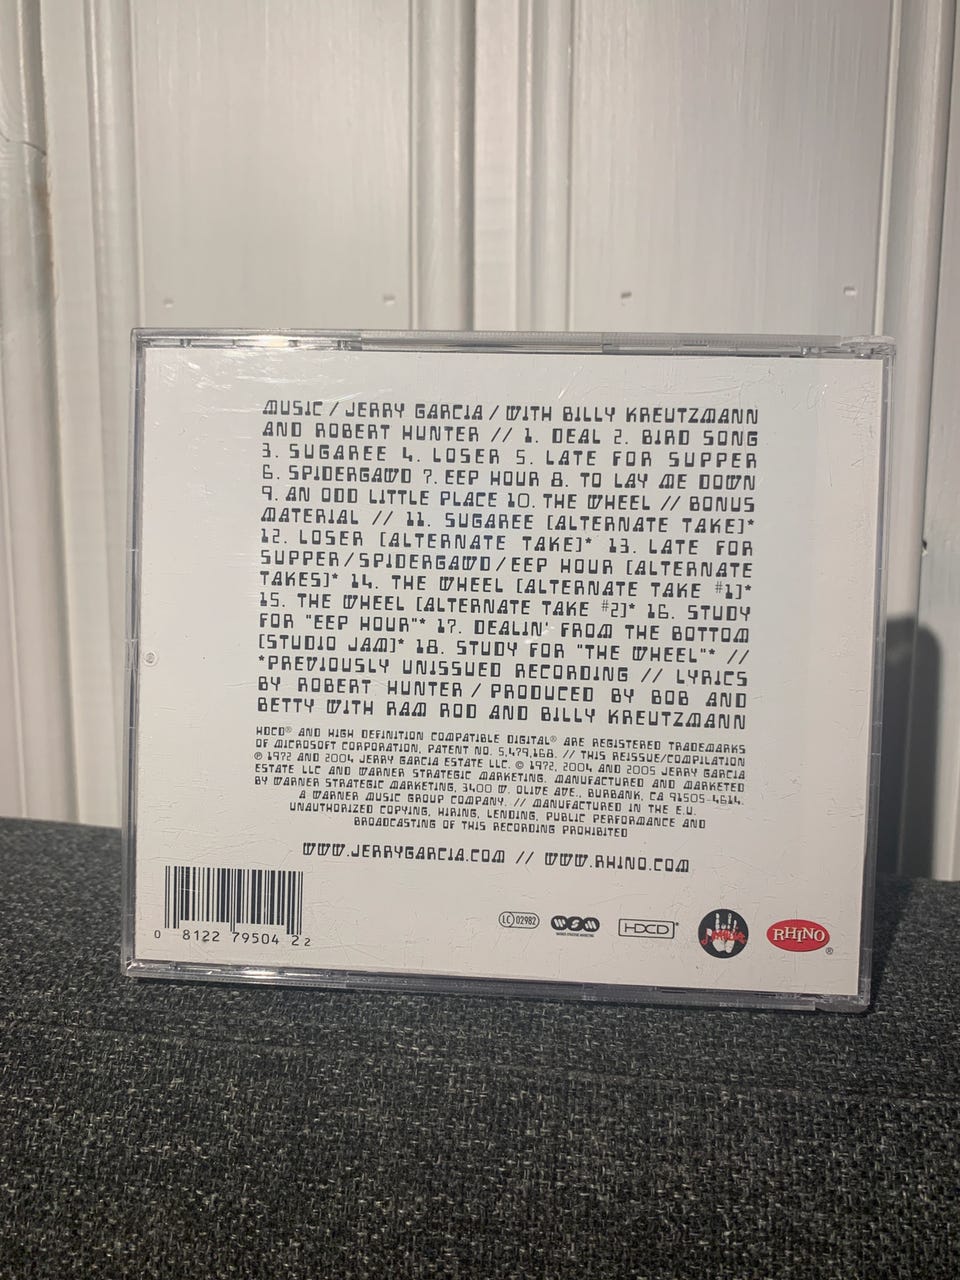 MUSIC / JERRY GARCIA / WITH BILLY KREUTZMANN
AND ROBERT HUNTER // 1. DEAL 2. BIRD SONG
3. SUGAREE 4. LOSER 5. LATE FOR SUPPER
6. SPIDERGAWD 7. EEP HOUR 8. TO LAY ME DOWN
9. AN ODD LITTLE PLACE 10. THE WHEEL // BONUS
MATERIAL // 11. SUGAREE [ALTERNATE TAKE]*
12. LOSER [ALTERNATE TAKE]* 13. LATE FOR
SUPPER/SPIDERGAWD/EEP HOUR [ALTERNATE
TAKES]* 14. THE WHEEL [ALTERNATE TAKE #1]*
15. THE WHEEL [ALTERNATE TAKE #2]* 16. STUDY
FOR "EEP HOUR"* 17. DEALIN' FROM THE BOTTOM
[STUDIO JAM]* 18. STUDY FOR "THE WHEEL"* //
*PREVIOUSLY UNISSUED RECORDING // LYRICS
BY ROBERT HUNTER / PRODUCED BY BOB AND
BETTY WITH RAM ROD AND BILLY KREUTZMANN
HDCD® AND HIGH DEFINITION COMPATIBLE DIGITAL® ARE REGISTERED TRADEMARKS
OF MICROSOFT CORPORATION, PATENT NO. 5,479,168. // THIS REISSUE/COMPILATION
℗ 1972 AND 2004 JERRY GARCIA ESTATE LLC. © 1972, 2004 AND 2005 JERRY GARCIA
ESTATE LLC AND WARNER STRATEGIC MARKETING. MANUFACTURED AND MARKETED
BY WARNER STRATEGIC MARKETING, 3400 W. OLIVE AVE., BURBANK, CA 91505-4614.
A WARNER MUSIC GROUP COMPANY. // MANUFACTURED IN THE E.U.
UNAUTHORIZED COPYING, HIRING, LENDING, PUBLIC PERFORMANCE AND
BROADCASTING OF THIS RECORDING PROHIBITED
WWW.JERRYGARCIA.COM // WWW.RHINO.COM
LC 02982 WSM HDCD RHINO®
WARNER STRATEGIC MARKETING
0 8122 79504 2 2